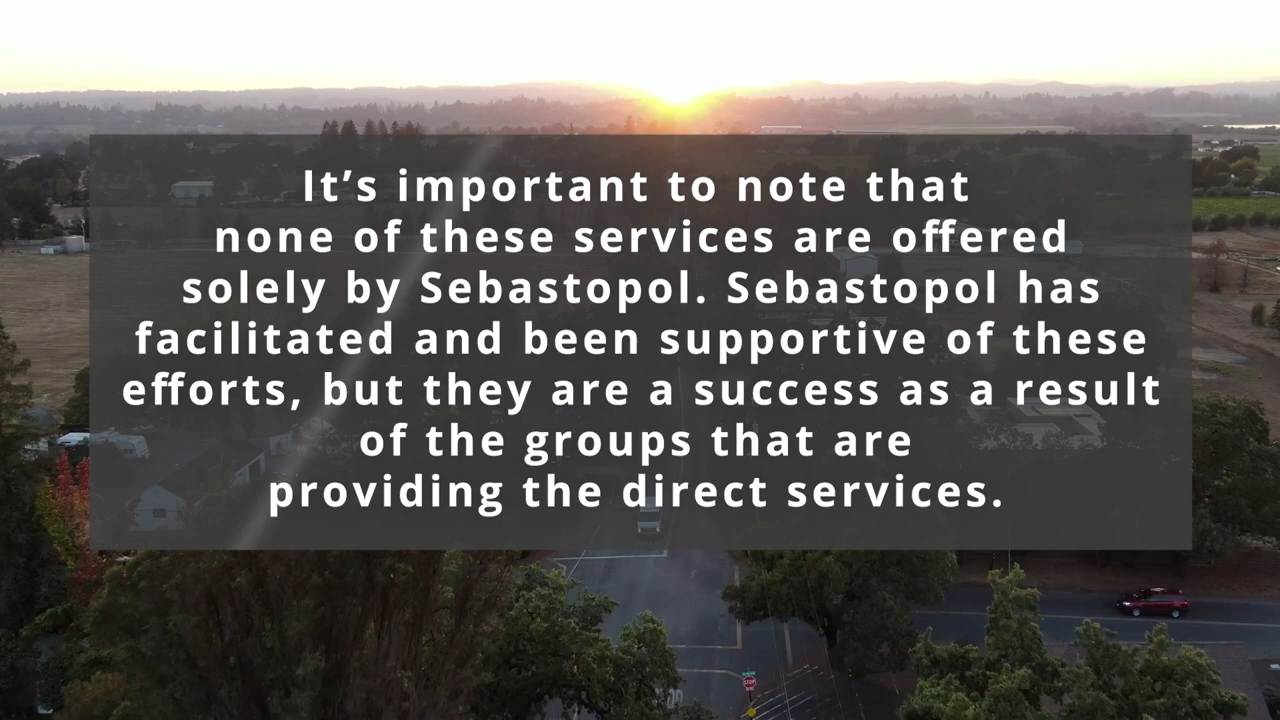 It’s important to note that
none of these services are offered
solely by Sebastopol. Sebastopol has
facilitated and been supportive of these
efforts, but they are a success as a result
of the groups that are
providing the direct services.
STOP